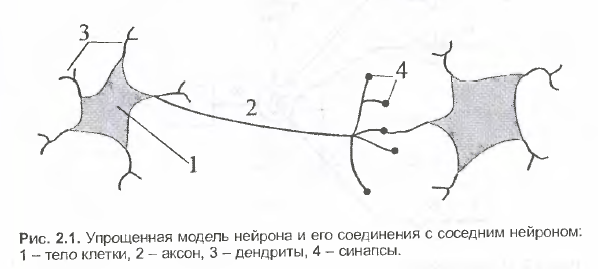 3
4
2
1
Рис. 2.1. Упрощенная модель нейрона и его соединения с соседним нейроном:
1 – тело клетки, 2 – аксон, 3 – дендриты, 4 – синапсы.